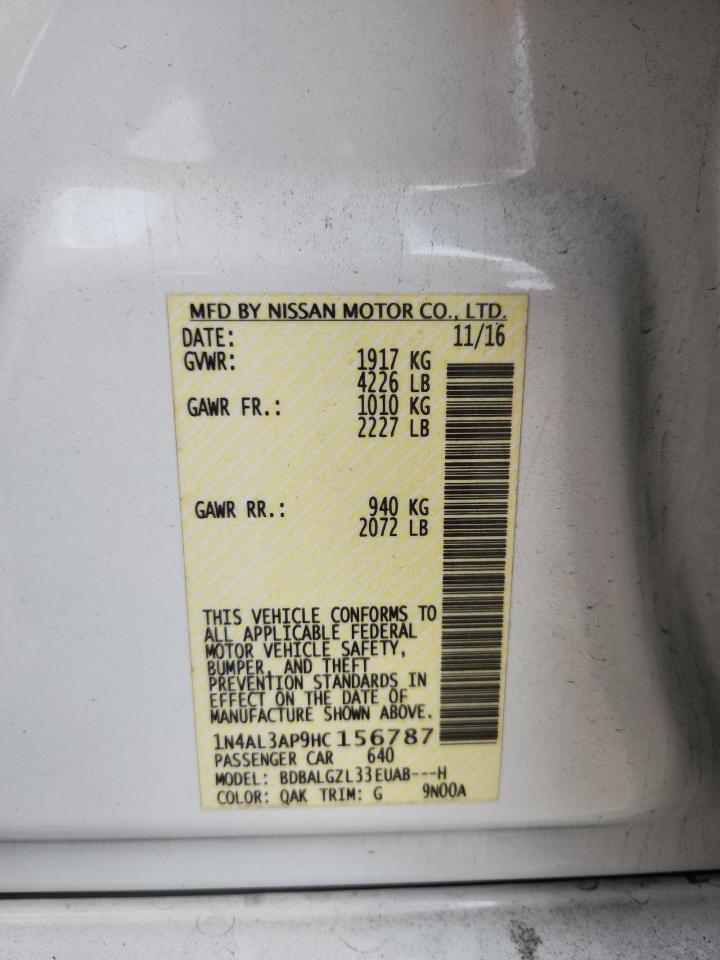 MFD BY NISSAN MOTOR CO., LTD.
DATE: 11/16
GVWR: 1917 KG
4226 LB
GAWR FR.: 1010 KG
2227 LB
GAWR RR.: 940 KG
2072 LB
THIS VEHICLE CONFORMS TO
ALL APPLICABLE FEDERAL
MOTOR VEHICLE SAFETY,
BUMPER, AND THEFT
PREVENTION STANDARDS IN
EFFECT ON THE DATE OF
MANUFACTURE SHOWN ABOVE.
1N4AL3AP9HC156787
PASSENGER CAR 640
MODEL: BDBALGZL33EUAB---H
COLOR: QAK TRIM: G 9N00A